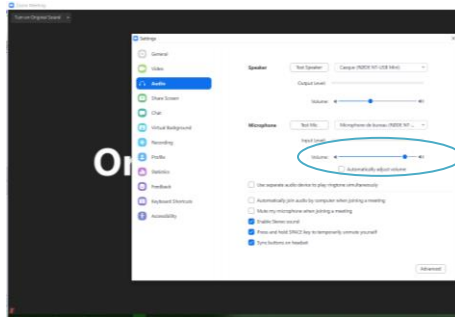 Zoom Meeting
Turn on Original Sound
Settings
General
Video
Audio
Share Screen
Chat
Virtual Background
Recording
Profile
Statistics
Feedback
Keyboard Shortcuts
Accessibility
Speaker
Test Speaker
Output Level:
Volume:
Microphone
Test Mic
Input Level:
Volume:
Automatically adjust volume
Use separate audio device to play ringtone simultaneously
Automatically join audio by computer when joining a meeting
Mute my microphone when joining a meeting
Enable Stereo sound
Press and hold SPACE key to temporarily unmute yourself
Sync buttons on headset
Advanced
Or